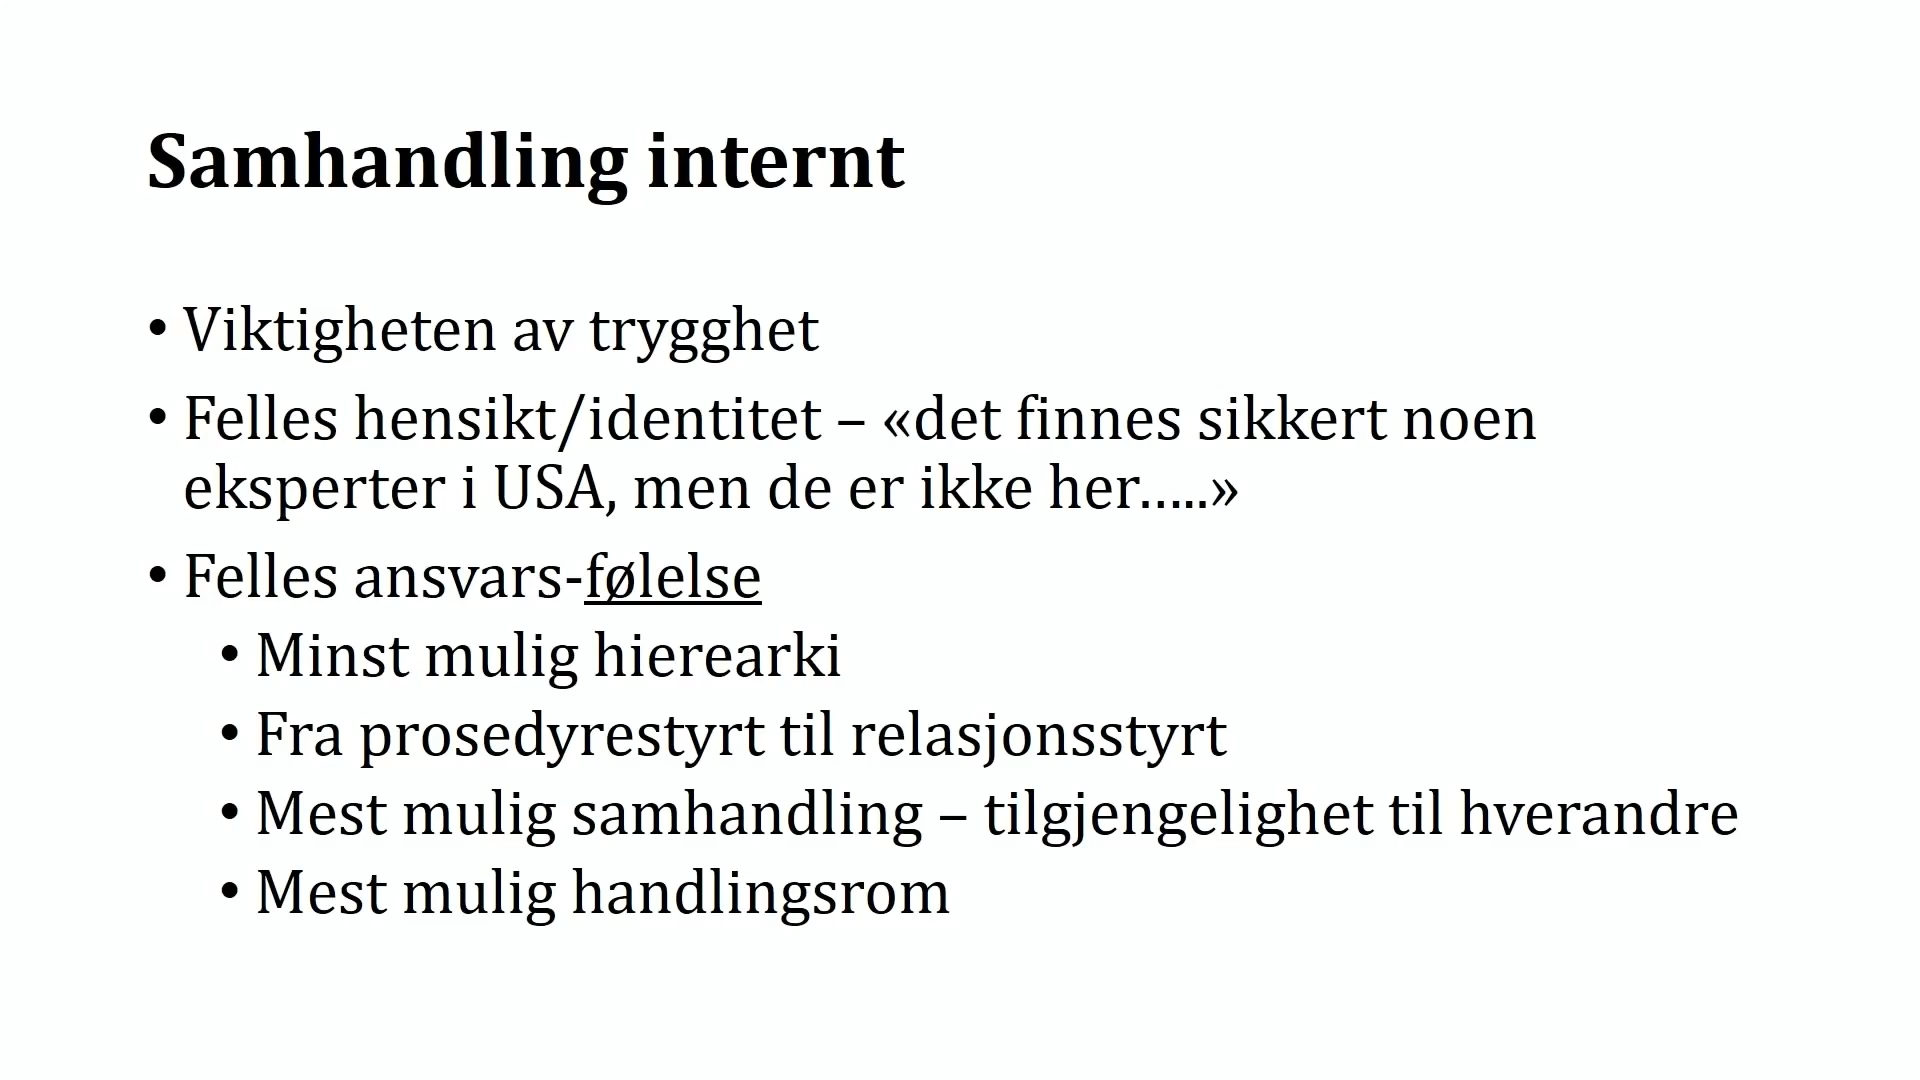 Samhandling internt
• Viktigheten av trygghet
• Felles hensikt/identitet – «det finnes sikkert noen
eksperter i USA, men de er ikke her.....»
• Felles ansvars-følelse
• Minst mulig hierearki
• Fra prosedyrestyrt til relasjonsstyrt
• Mest mulig samhandling – tilgjengelighet til hverandre
• Mest mulig handlingsrom